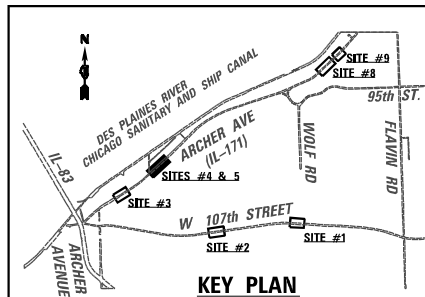 SITE #9
SITE #8
95th ST.
DES PLAINES RIVER
CHICAGO SANITARY AND SHIP CANAL
ARCHER AVE
(IL-171)
WOLF RD
FLAVIN RD
IL-83
SITES #4 & 5
SITE #3
W 107th STREET
SITE #2
SITE #1
ARCHER
AVENUE
KEY PLAN